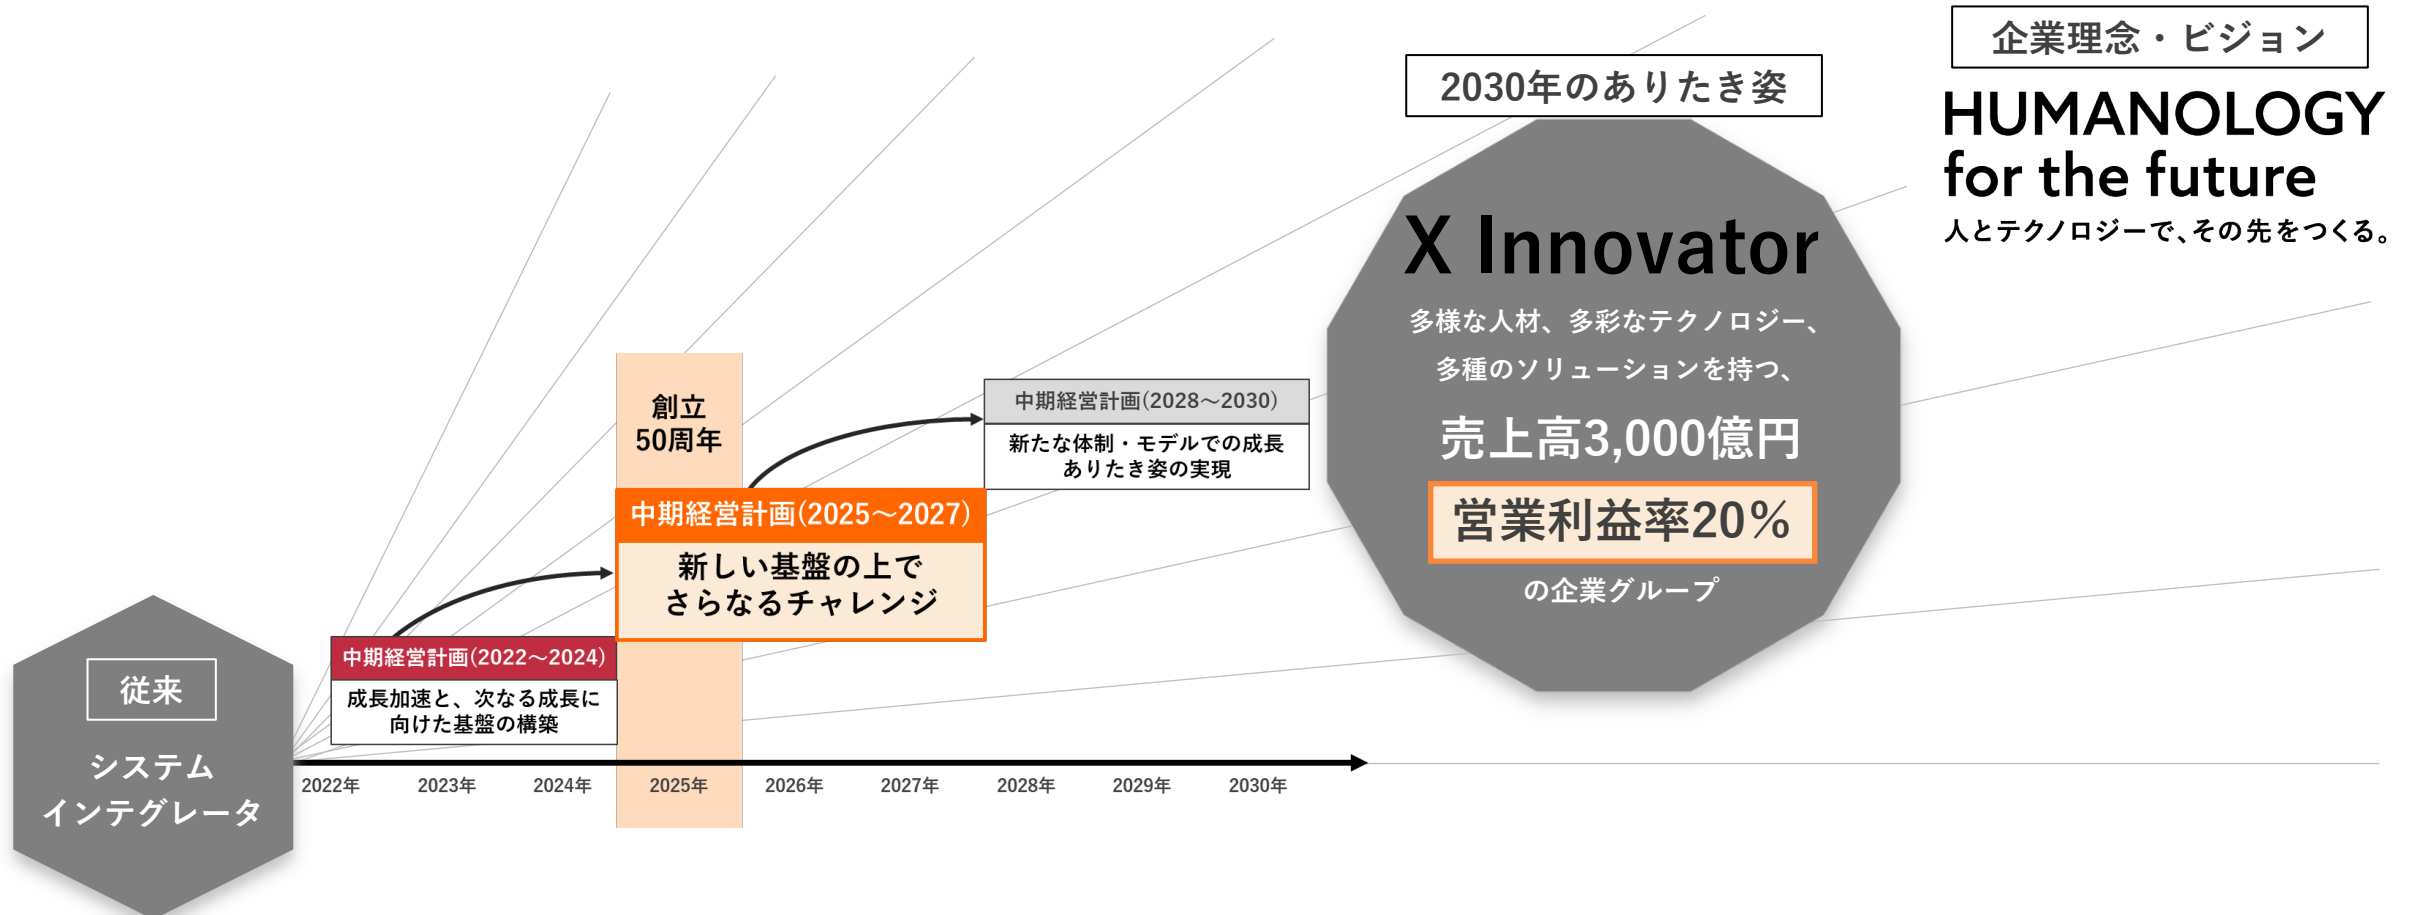 企業理念・ビジョン
HUMANOLOGY
for the future
人とテクノロジーで、その先をつくる。
2030年のありたき姿
X Innovator
多様な人材、多彩なテクノロジー、
多種のソリューションを持つ、
売上高3,000億円
営業利益率20%
の企業グループ
中期経営計画(2028～2030)
新たな体制・モデルでの成長
ありたき姿の実現
創立
50周年
中期経営計画(2025～2027)
新しい基盤の上で
さらなるチャレンジ
中期経営計画(2022～2024)
成長加速と、次なる成長に
向けた基盤の構築
従来
システム
インテグレータ
2022年 2023年 2024年 2025年 2026年 2027年 2028年 2029年 2030年